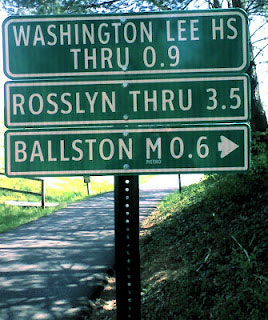 WASHINGTON LEE HS
THRU 0.9
ROSSLYN THRU 3.5
BALLSTON M 0.6
METRO